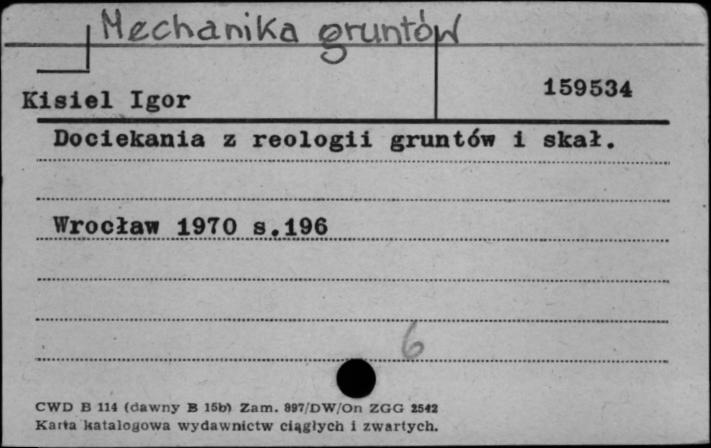 Mechanika gruntów
Kisiel Igor
159534
Dociekania z reologii gruntów i skał.
Wrocław 1970 s.196
6
CWD B 114 (dawny B 15b) Zam. 897/DW/On ZGG 2542
Karta katalogowa wydawnictw ciągłych i zwartych.